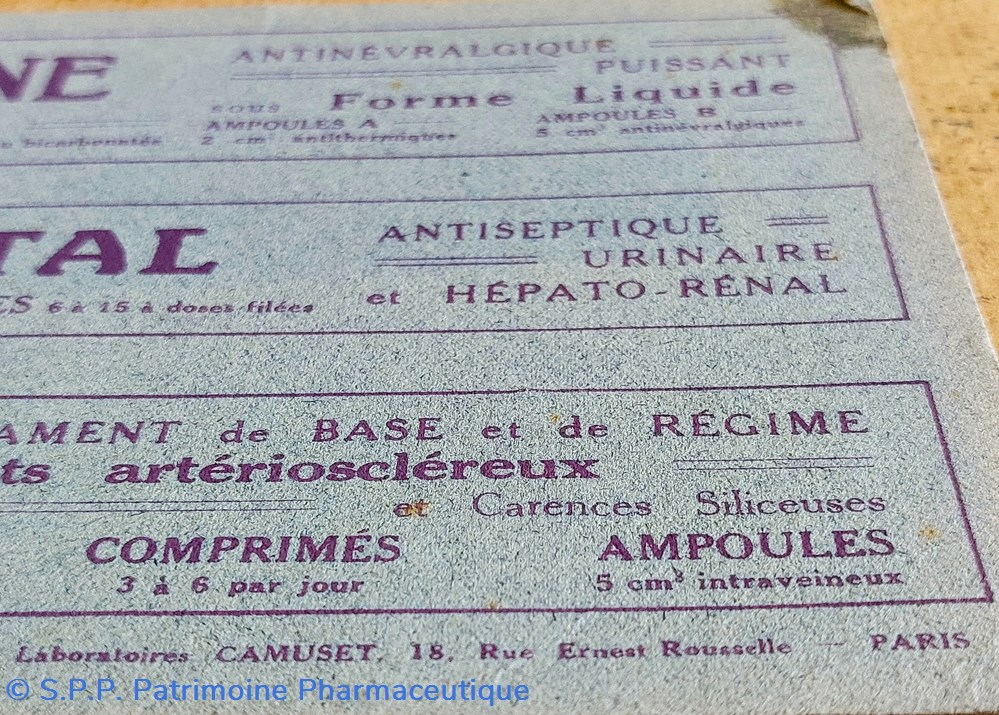 NE
ANTINÉVRALGIQUE
PUISSANT
SOUS Forme Liquide
AMPOULES A AMPOULES B
bicarbonatés 2 cm³ antithermiques 5 cm³ antinévralgiques
TAL
ANTISEPTIQUE
URINAIRE
ES 6 à 15 à doses filées et HÉPATO-RÉNAL
AMENT de BASE et de RÉGIME
ts artérioscléreux
et Carences Siliceuses
COMPRIMÉS AMPOULES
3 à 6 par jour 5 cm³ intraveineux
Laboratoires CAMUSET, 18, Rue Ernest Rousselle — PARIS
© S.P.P. Patrimoine Pharmaceutique